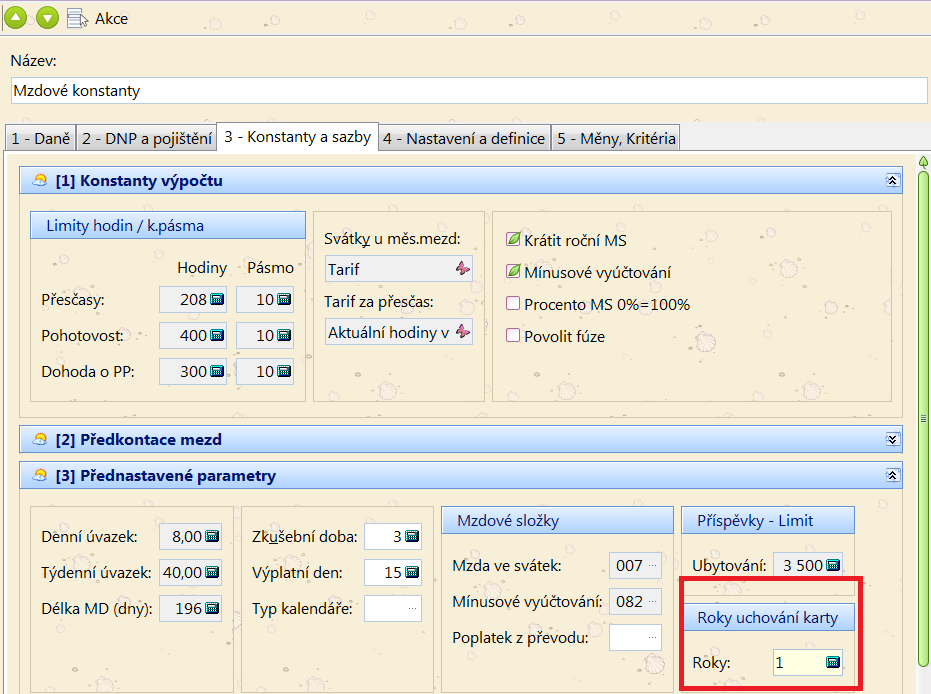 Akce
Název:
Mzdové konstanty
1 - Daně 2 - DNP a pojištění 3 - Konstanty a sazby 4 - Nastavení a definice 5 - Měny, Kritéria
[1] Konstanty výpočtu
Limity hodin / k.pásma
Hodiny Pásmo
Přesčasy: 208 10
Pohotovost: 400 10
Dohoda o PP: 300 10
Svátky u měs.mezd:
Tarif
Tarif za přesčas:
Aktuální hodiny v
Krátit roční MS
Mínusové vyúčtování
Procento MS 0%=100%
Povolit fúze
[2] Předkontace mezd
[3] Přednastavené parametry
Denní úvazek: 8,00
Týdenní úvazek: 40,00
Délka MD (dny): 196
Zkušební doba: 3
Výplatní den: 15
Typ kalendáře: ...
Mzdové složky
Mzda ve svátek: 007 ...
Mínusové vyúčtování: 082 ...
Poplatek z převodu: ...
Příspěvky - Limit
Ubytování: 3 500
Roky uchování karty
Roky: 1